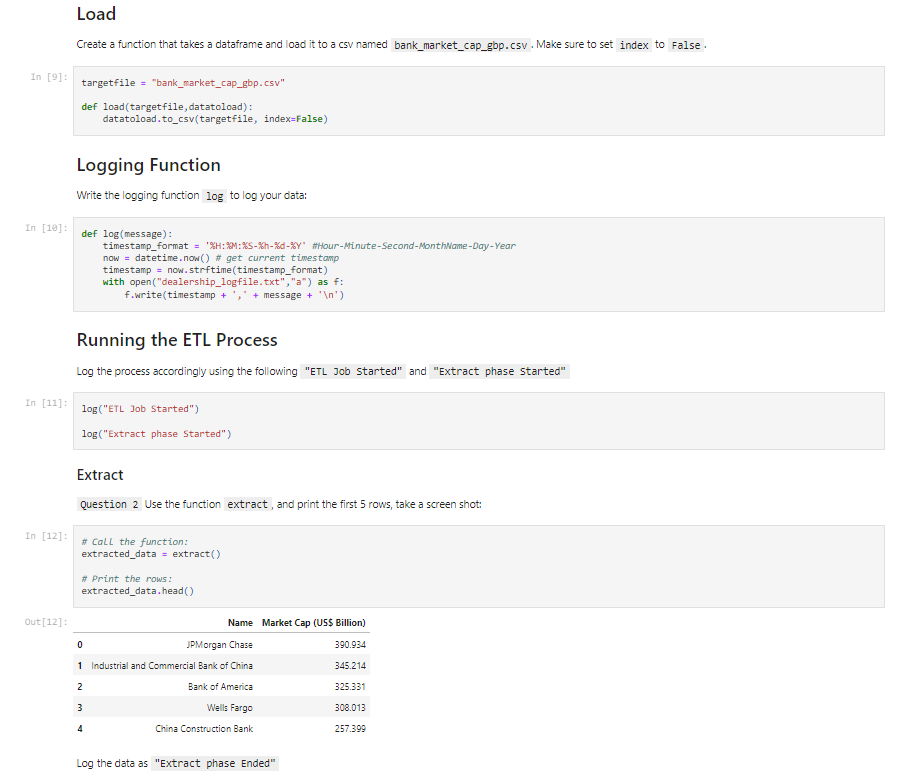 Load
Create a function that takes a dataframe and load it to a csv named bank_market_cap_gbp.csv . Make sure to set index to False .
In [9]:
targetfile = "bank_market_cap_gbp.csv"
def load(targetfile,datatoload):
    datatoload.to_csv(targetfile, index=False)
Logging Function
Write the logging function log to log your data:
In [10]:
def log(message):
    timestamp_format = '%H:%M:%S-%h-%d-%Y' #Hour-Minute-Second-MonthName-Day-Year
    now = datetime.now() # get current timestamp
    timestamp = now.strftime(timestamp_format)
    with open("dealership_logfile.txt","a") as f:
        f.write(timestamp + ',' + message + '\n')
Running the ETL Process
Log the process accordingly using the following "ETL Job Started" and "Extract phase Started"
In [11]:
log("ETL Job Started")
log("Extract phase Started")
Extract
Question 2 Use the function extract , and print the first 5 rows, take a screen shot:
In [12]:
# Call the function:
extracted_data = extract()
# Print the rows:
extracted_data.head()
Out[12]:
Name Market Cap (US$ Billion)
0 JPMorgan Chase 390.934
1 Industrial and Commercial Bank of China 345.214
2 Bank of America 325.331
3 Wells Fargo 308.013
4 China Construction Bank 257.399
Log the data as "Extract phase Ended"